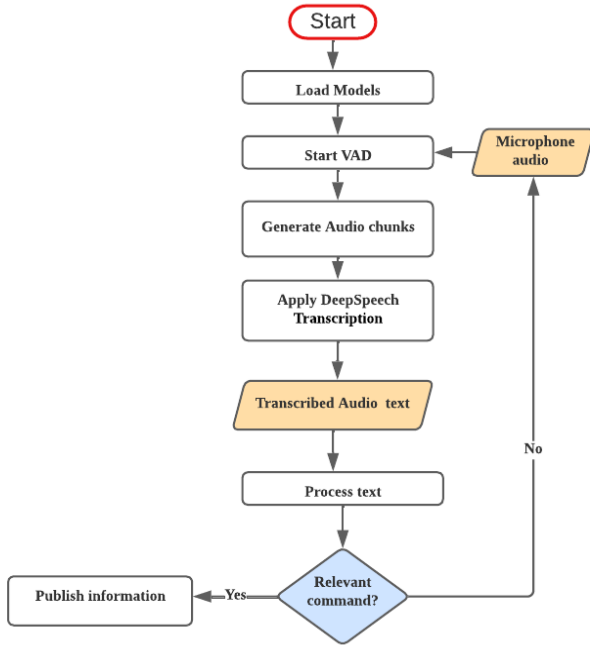 Start
Load Models
Microphone
audio
Start VAD
Generate Audio chunks
Apply DeepSpeech
Transcription
Transcribed Audio text
No
Process text
Relevant
command?
Yes
Publish information